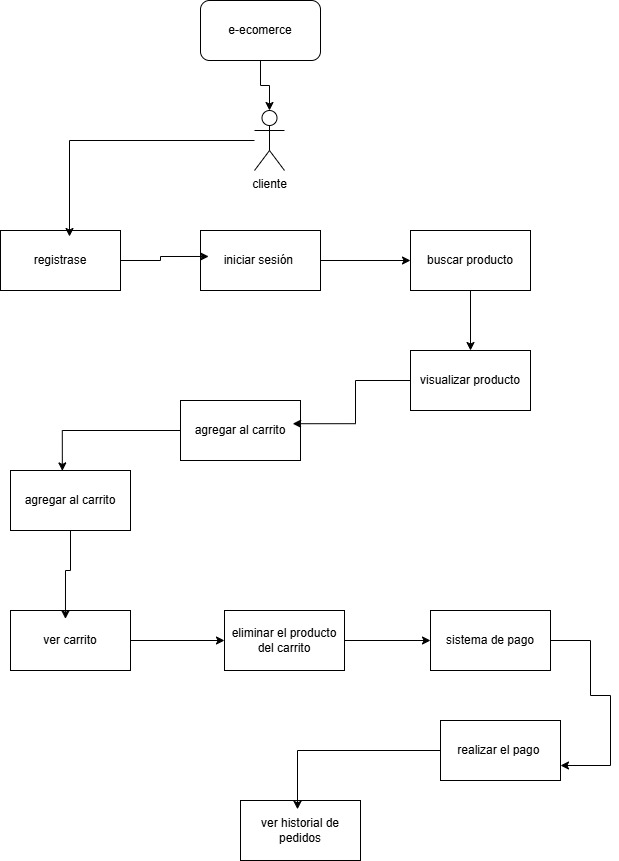 e-ecomerce
cliente
registrase
iniciar sesión
buscar producto
visualizar producto
agregar al carrito
agregar al carrito
ver carrito
eliminar el producto
del carrito
sistema de pago
realizar el pago
ver historial de
pedidos